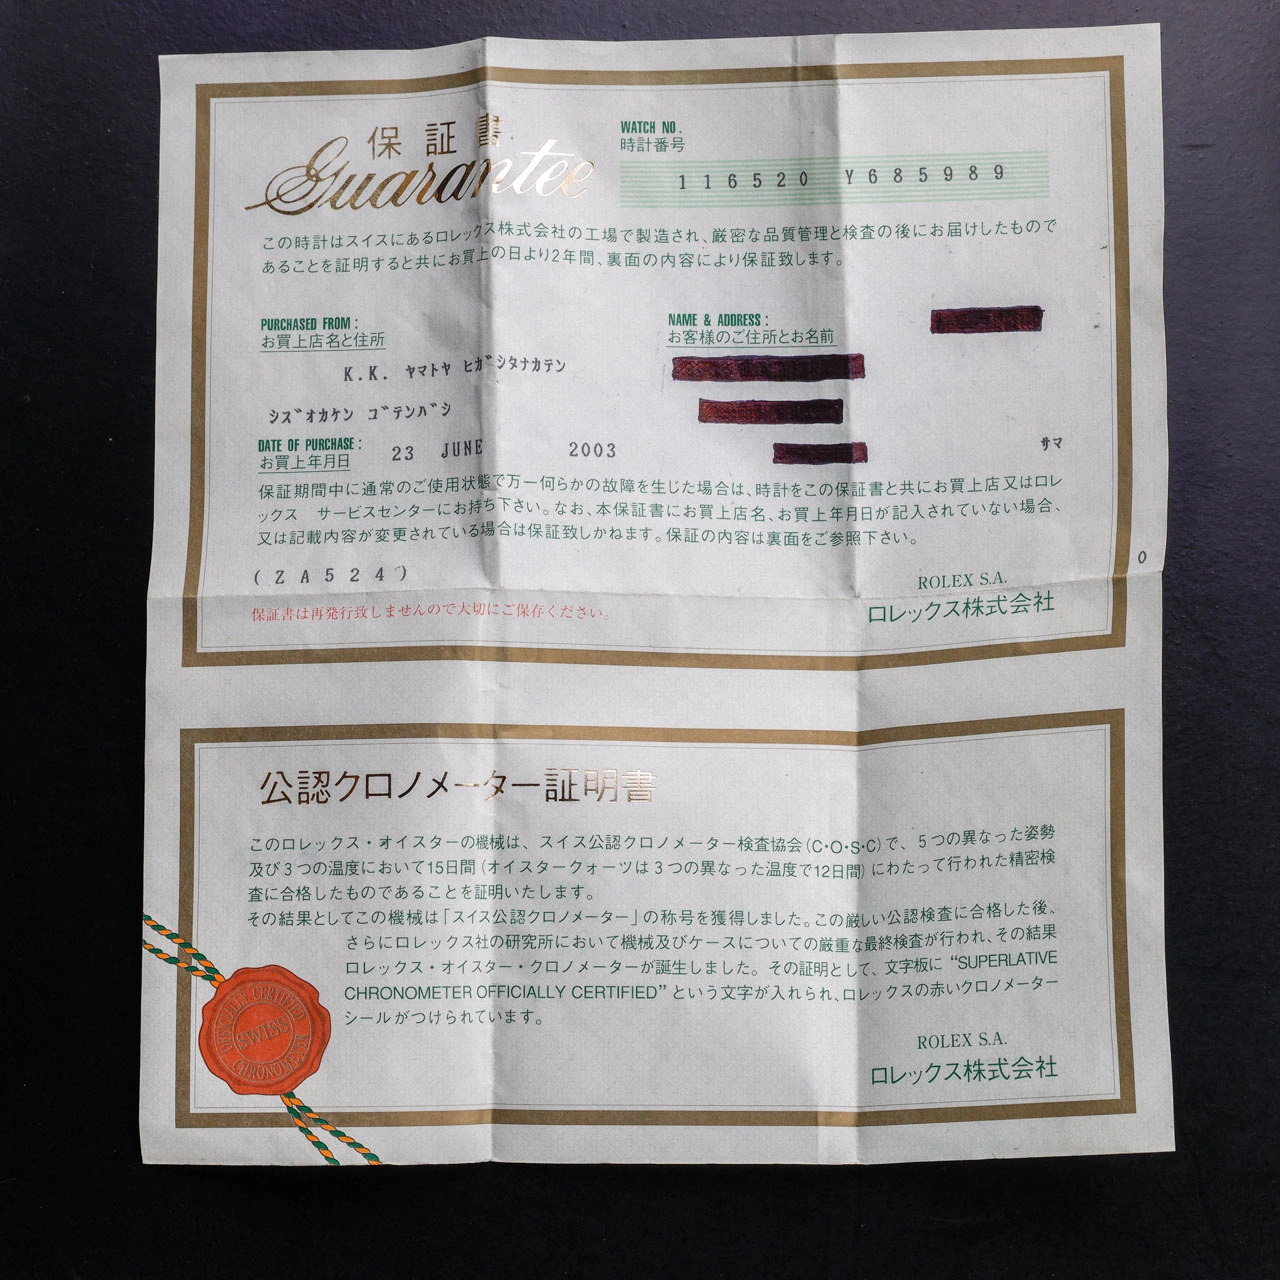 保証書
Guarantee
WATCH NO.
時計番号
116520 Y685989
この時計はスイスにあるロレックス株式会社の工場で製造され、厳密な品質管理と検査の後にお届けしたもので
あることを証明すると共にお買上の日より2年間、裏面の内容により保証致します。
PURCHASED FROM:
お買上店名と住所
K.K. ヤマトヤ ヒガシタナカテン
シズオカケン ゴテンバシ
NAME & ADDRESS:
お客様のご住所とお名前
サマ
DATE OF PURCHASE:
お買上年月日
23 JUNE 2003
保証期間中に通常のご使用状態で万一何らかの故障を生じた場合は、時計をこの保証書と共にお買上店又はロレ
ックス サービスセンターにお持ち下さい。なお、本保証書にお買上店名、お買上年月日が記入されていない場合、
又は記載内容が変更されている場合は保証致しかねます。保証の内容は裏面をご参照下さい。
(ZA524)
0
保証書は再発行致しませんので大切にご保存ください。
ROLEX S.A.
ロレックス株式会社
公認クロノメーター証明書
このロレックス・オイスターの機械は、スイス公認クロノメーター検査協会(C・O・S・C)で、5つの異なった姿勢
及び3つの温度において15日間(オイスタークォーツは3つの異なった温度で12日間)にわたって行われた精密検
査に合格したものであることを証明いたします。
その結果としてこの機械は「スイス公認クロノメーター」の称号を獲得しました。この厳しい公認検査に合格した後、
さらにロレックス社の研究所において機械及びケースについての厳重な最終検査が行われ、その結果
ロレックス・オイスター・クロノメーターが誕生しました。その証明として、文字板に“SUPERLATIVE
CHRONOMETER OFFICIALLY CERTIFIED”という文字が入れられ、ロレックスの赤いクロノメーター
シールがつけられています。
OFFICIALLY CERTIFIED
SWISS
CHRONOMETER
ROLEX S.A.
ロレックス株式会社